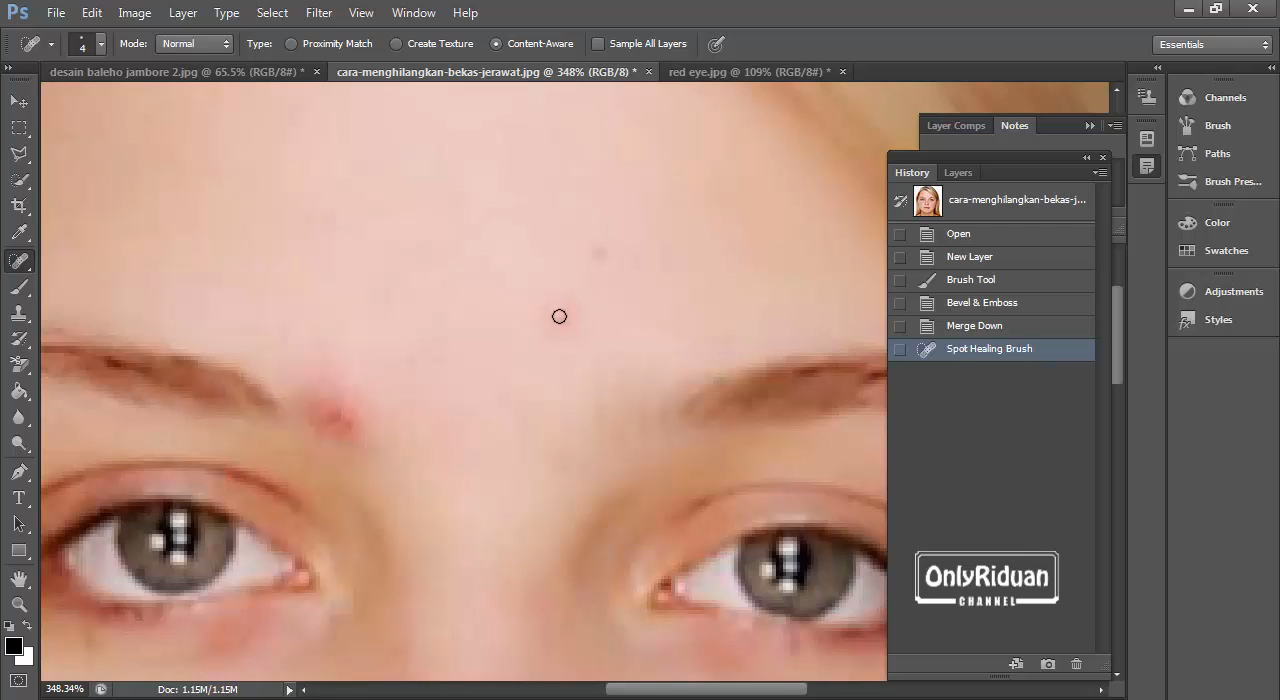 Ps File Edit Image Layer Type Select Filter View Window Help
4 Mode: Normal Type: Proximity Match Create Texture Content-Aware Sample All Layers Essentials
desain baleho jambore 2.jpg @ 65.5% (RGB/8#) * × cara-menghilangkan-bekas-jerawat.jpg @ 348% (RGB/8) * × red eye.jpg @ 109% (RGB/8#) * ×
Layer Comps Notes
History Layers
cara-menghilangkan-bekas-j...
Open
New Layer
Brush Tool
Bevel & Emboss
Merge Down
Spot Healing Brush
Channels
Brush
Paths
Brush Pres...
Color
Swatches
Adjustments
Styles
OnlyRiduan
CHANNEL
348.34% Doc: 1.15M/1.15M